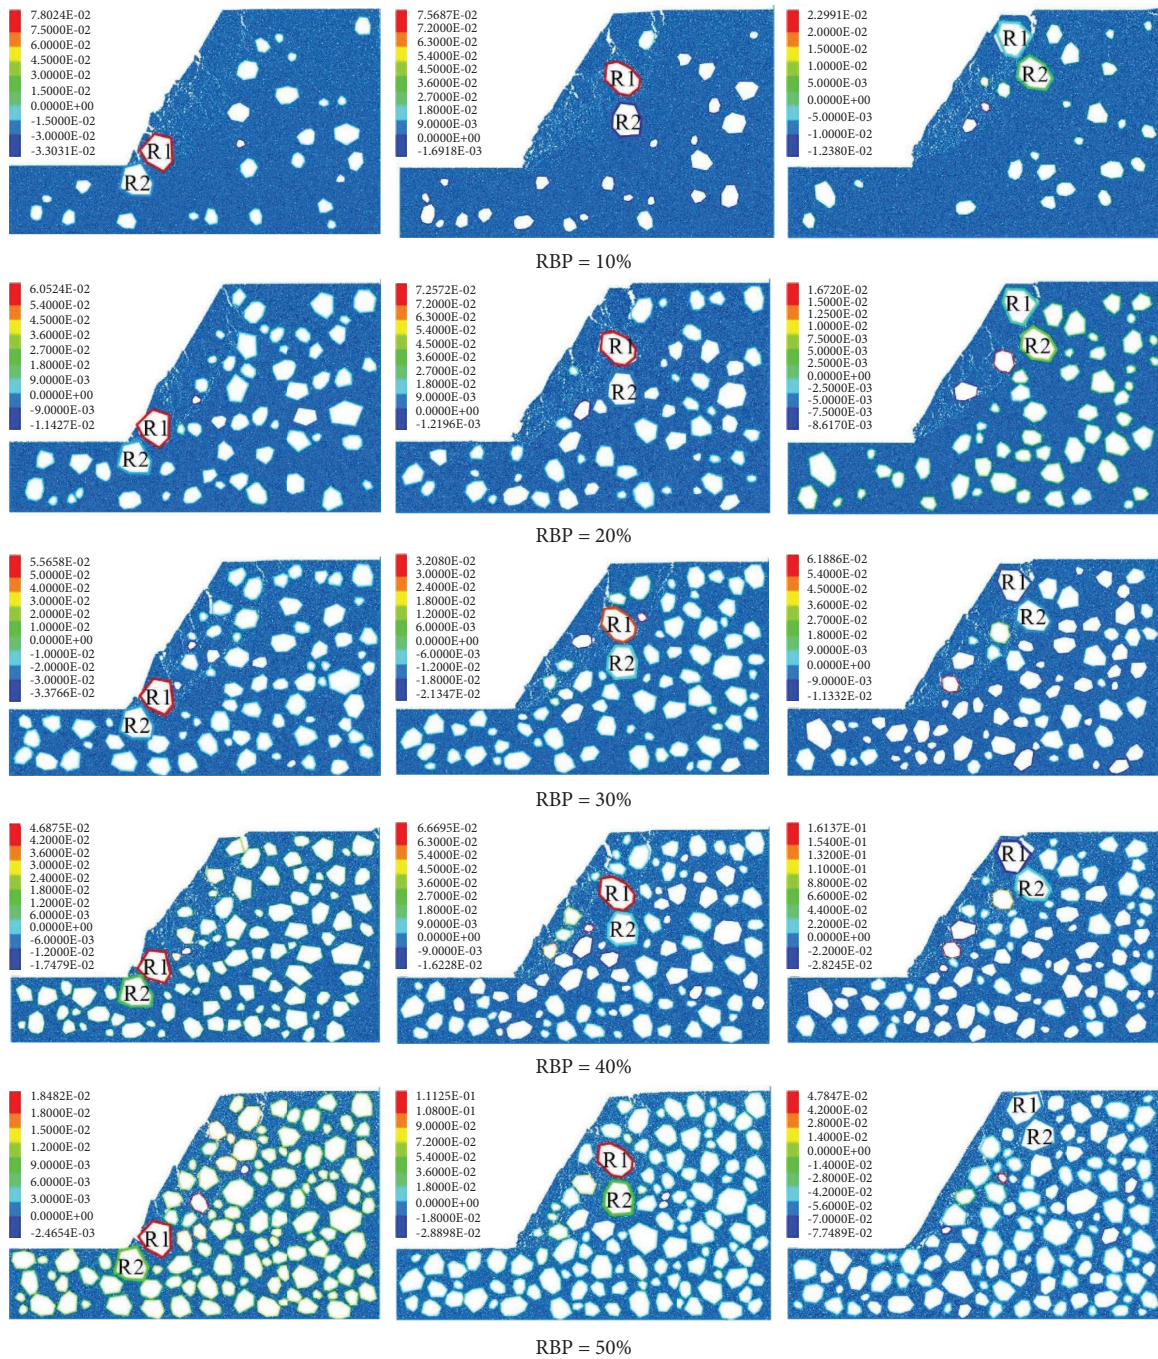 7.8024E-02
7.5000E-02
6.0000E-02
4.5000E-02
3.0000E-02
1.5000E-02
0.0000E+00
-1.5000E-02
-3.0000E-02
-3.3031E-02
R1
R2
7.5687E-02
7.2000E-02
6.3000E-02
5.4000E-02
4.5000E-02
3.6000E-02
2.7000E-02
1.8000E-02
9.0000E-03
0.0000E+00
-1.6918E-03
R1
R2
2.2991E-02
2.0000E-02
1.5000E-02
1.0000E-02
5.0000E-03
0.0000E+00
-5.0000E-03
-1.0000E-02
-1.2380E-02
R1
R2
RBP = 10%
6.0524E-02
5.4000E-02
4.5000E-02
3.6000E-02
2.7000E-02
1.8000E-02
9.0000E-03
0.0000E+00
-9.0000E-03
-1.1427E-02
R1
R2
7.2572E-02
7.2000E-02
6.3000E-02
5.4000E-02
4.5000E-02
3.6000E-02
2.7000E-02
1.8000E-02
9.0000E-03
0.0000E+00
-1.2196E-03
R1
R2
1.6720E-02
1.5000E-02
1.2500E-02
1.0000E-02
7.5000E-03
5.0000E-03
2.5000E-03
0.0000E+00
-2.5000E-03
-5.0000E-03
-7.5000E-03
-8.6170E-03
R1
R2
RBP = 20%
5.5658E-02
5.0000E-02
4.0000E-02
3.0000E-02
2.0000E-02
1.0000E-02
0.0000E+00
-1.0000E-02
-2.0000E-02
-3.0000E-02
-3.3766E-02
R1
R2
3.2080E-02
3.0000E-02
2.4000E-02
1.8000E-02
1.2000E-02
6.0000E-03
0.0000E+00
-6.0000E-03
-1.2000E-02
-1.8000E-02
-2.1347E-02
R1
R2
6.1886E-02
5.4000E-02
4.5000E-02
3.6000E-02
2.7000E-02
1.8000E-02
9.0000E-03
0.0000E+00
-9.0000E-03
-1.1332E-02
R1
R2
RBP = 30%
4.6875E-02
4.2000E-02
3.6000E-02
3.0000E-02
2.4000E-02
1.8000E-02
1.2000E-02
6.0000E-03
0.0000E+00
-6.0000E-03
-1.2000E-02
-1.7479E-02
R1
R2
6.6695E-02
6.3000E-02
5.4000E-02
4.5000E-02
3.6000E-02
2.7000E-02
1.8000E-02
9.0000E-03
0.0000E+00
-9.0000E-03
-1.6228E-02
R1
R2
1.6137E-01
1.5400E-01
1.3200E-01
1.1000E-01
8.8000E-02
6.6000E-02
4.4000E-02
2.2000E-02
0.0000E+00
-2.2000E-02
-2.8245E-02
R1
R2
RBP = 40%
1.8482E-02
1.8000E-02
1.5000E-02
1.2000E-02
9.0000E-03
6.0000E-03
3.0000E-03
0.0000E+00
-2.4654E-03
R1
R2
1.1125E-01
1.0800E-01
9.0000E-02
7.2000E-02
5.4000E-02
3.6000E-02
1.8000E-02
0.0000E+00
-1.8000E-02
-2.8898E-02
R1
R2
4.7847E-02
4.2000E-02
2.8000E-02
1.4000E-02
0.0000E+00
-1.4000E-02
-2.8000E-02
-4.2000E-02
-5.6000E-02
-7.0000E-02
-7.7489E-02
R1
R2
RBP = 50%